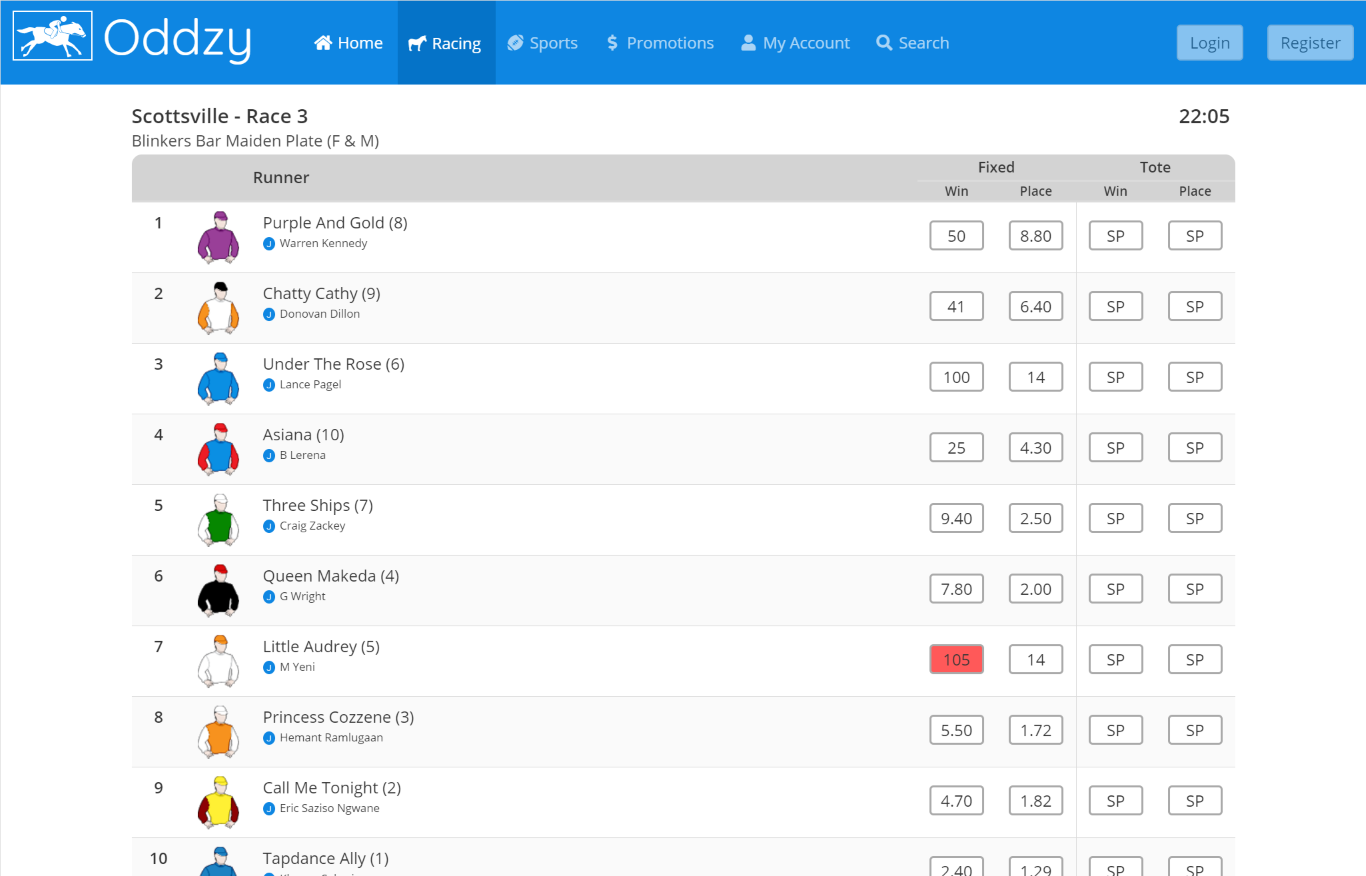 Oddzy
Home Racing Sports $ Promotions My Account Search Login Register
Scottsville - Race 3 22:05
Blinkers Bar Maiden Plate (F & M)
Runner Fixed Tote
Win Place Win Place
1 Purple And Gold (8) 50 8.80 SP SP
J Warren Kennedy
2 Chatty Cathy (9) 41 6.40 SP SP
J Donovan Dillon
3 Under The Rose (6) 100 14 SP SP
J Lance Pagel
4 Asiana (10) 25 4.30 SP SP
J B Lerena
5 Three Ships (7) 9.40 2.50 SP SP
J Craig Zackey
6 Queen Makeda (4) 7.80 2.00 SP SP
J G Wright
7 Little Audrey (5) 105 14 SP SP
J M Yeni
8 Princess Cozzene (3) 5.50 1.72 SP SP
J Hemant Ramlugaan
9 Call Me Tonight (2) 4.70 1.82 SP SP
J Eric Saziso Ngwane
10 Tapdance Ally (1) 2.40 1.29 SP SP